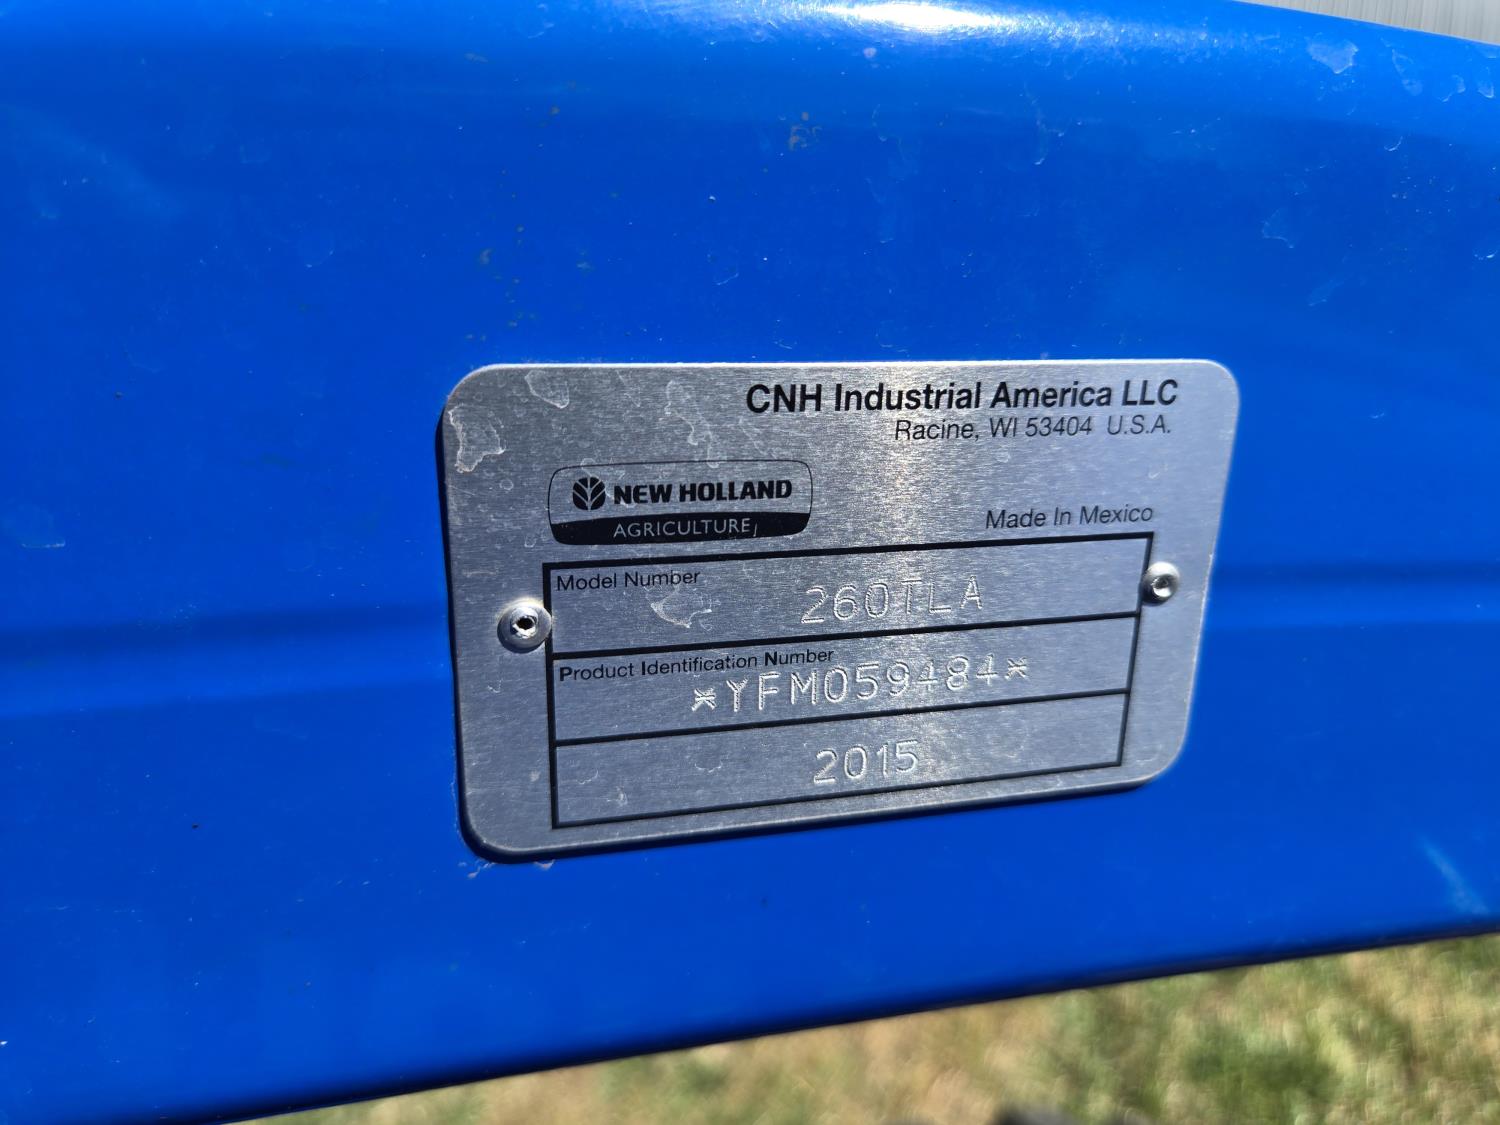 CNH Industrial America LLC
Racine, WI 53404 U.S.A.
NEW HOLLAND
AGRICULTURE
Made In Mexico
Model Number
260TLA
Product Identification Number
*YFM059484*
2015